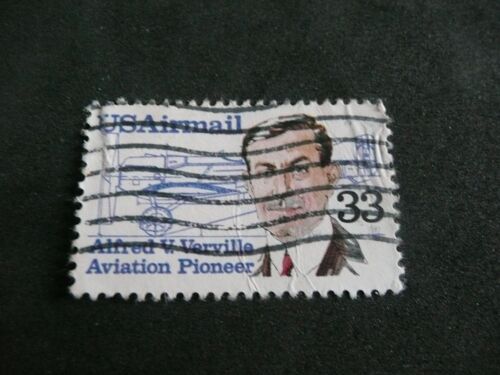 USAirmail
33
Alfred V. Verville
Aviation Pioneer